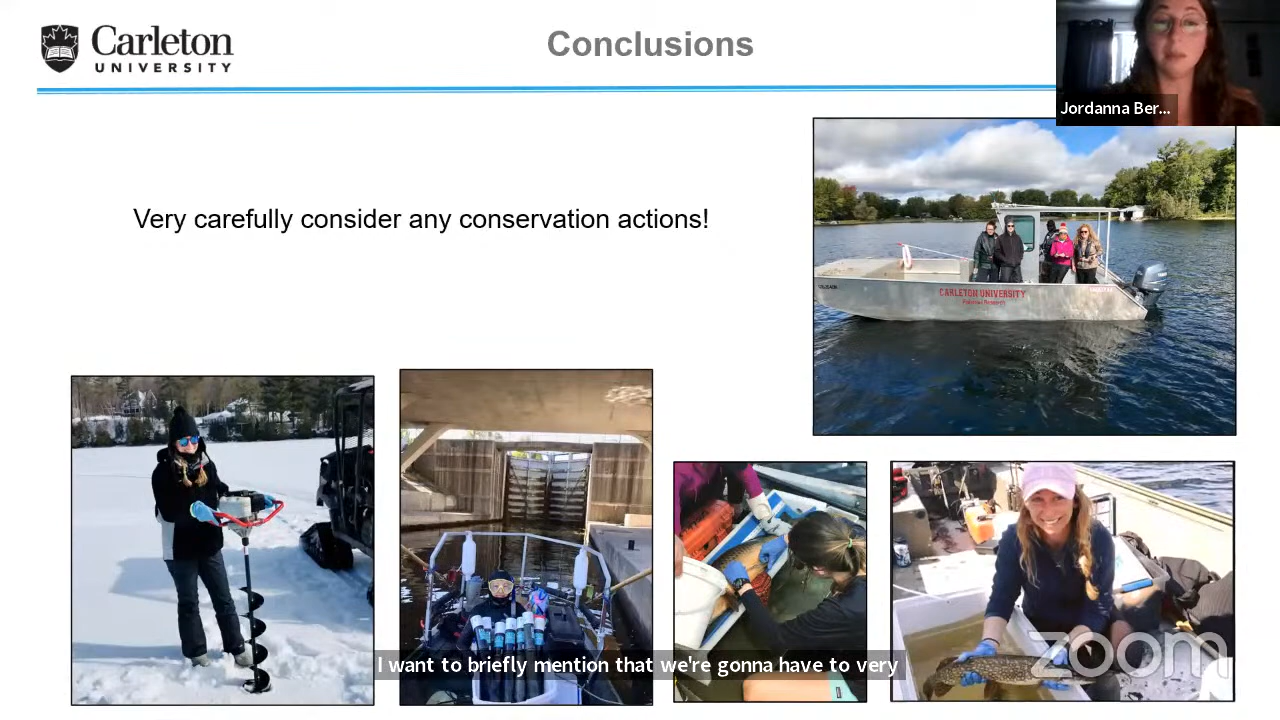 Carleton
UNIVERSITY
Conclusions
Jordanna Ber...
Very carefully consider any conservation actions!
CARLETON UNIVERSITY
I want to briefly mention that we're gonna have to very
zoom